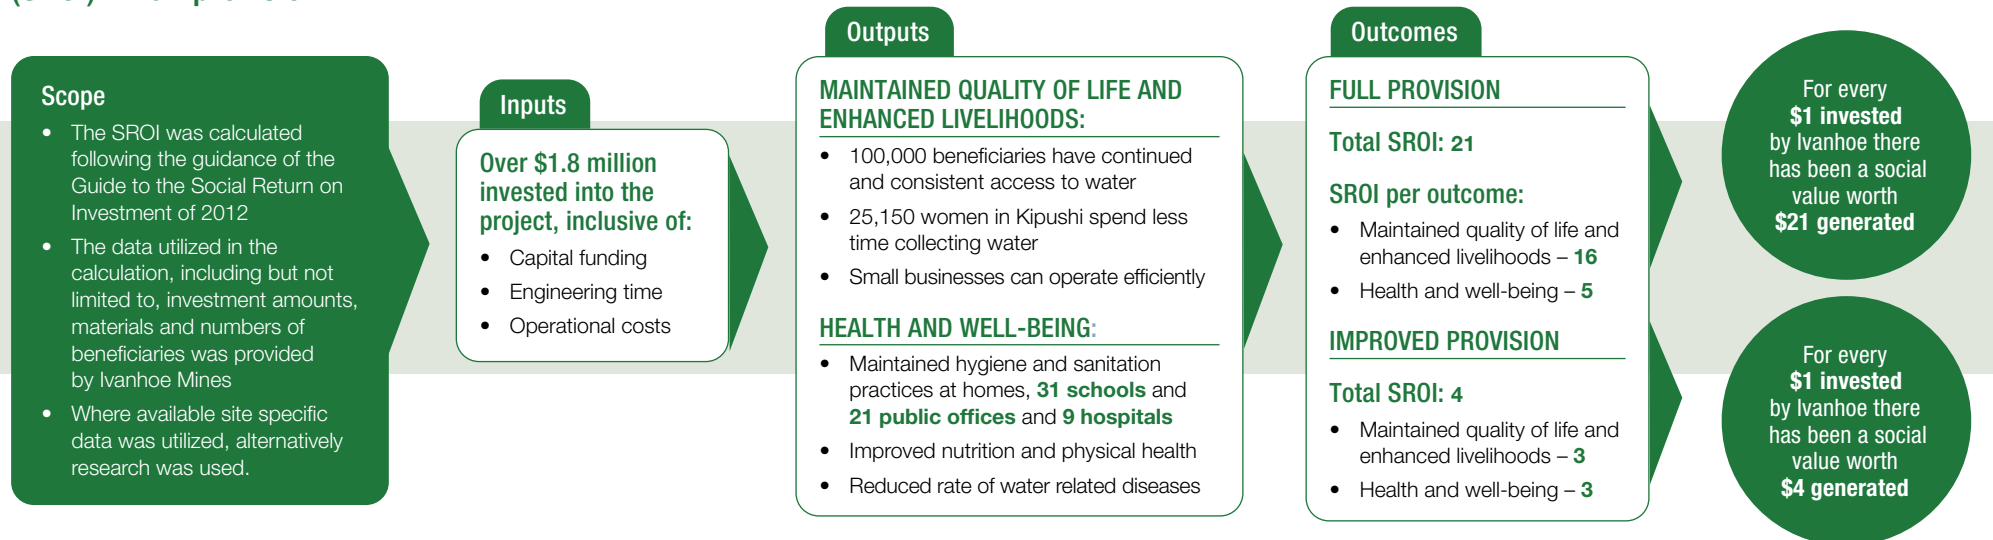 Scope
• The SROI was calculated
following the guidance of the
Guide to the Social Return on
Investment of 2012
• The data utilized in the
calculation, including but not
limited to, investment amounts,
materials and numbers of
beneficiaries was provided
by Ivanhoe Mines
• Where available site specific
data was utilized, alternatively
research was used.
Inputs
Over $1.8 million
invested into the
project, inclusive of:
• Capital funding
• Engineering time
• Operational costs
Outputs
MAINTAINED QUALITY OF LIFE AND
ENHANCED LIVELIHOODS:
• 100,000 beneficiaries have continued
and consistent access to water
• 25,150 women in Kipushi spend less
time collecting water
• Small businesses can operate efficiently
HEALTH AND WELL-BEING:
• Maintained hygiene and sanitation
practices at homes, 31 schools and
21 public offices and 9 hospitals
• Improved nutrition and physical health
• Reduced rate of water related diseases
Outcomes
FULL PROVISION
Total SROI: 21
SROI per outcome:
• Maintained quality of life and
enhanced livelihoods – 16
• Health and well-being – 5
IMPROVED PROVISION
Total SROI: 4
• Maintained quality of life and
enhanced livelihoods – 3
• Health and well-being – 3
For every
$1 invested
by Ivanhoe there
has been a social
value worth
$21 generated
For every
$1 invested
by Ivanhoe there
has been a social
value worth
$4 generated